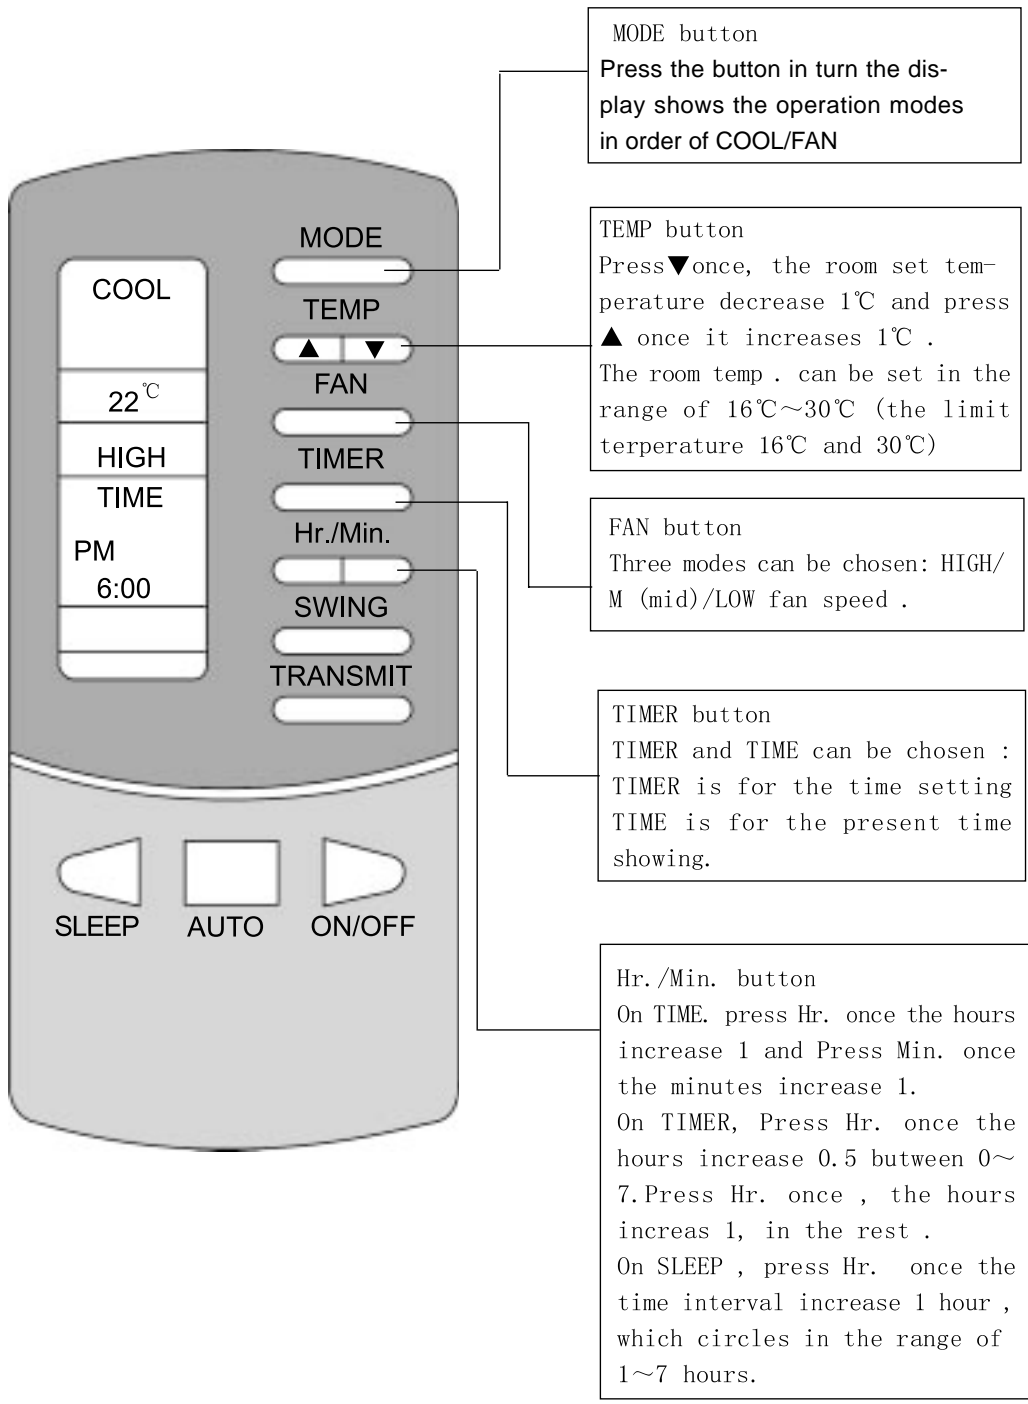 MODE button
Press the button in turn the dis-
play shows the operation modes
in order of COOL/FAN
TEMP button
Press▼once, the room set tem-
perature decrease 1℃ and press
▲ once it increases 1℃ .
The room temp . can be set in the
range of 16℃~30℃ (the limit
terperature 16℃ and 30℃)
FAN button
Three modes can be chosen: HIGH/
M (mid)/LOW fan speed .
TIMER button
TIMER and TIME can be chosen :
TIMER is for the time setting
TIME is for the present time
showing.
Hr./Min. button
On TIME. press Hr. once the hours
increase 1 and Press Min. once
the minutes increase 1.
On TIMER, Press Hr. once the
hours increase 0.5 butween 0~
7.Press Hr. once , the hours
increas 1, in the rest .
On SLEEP , press Hr. once the
time interval increase 1 hour ,
which circles in the range of
1~7 hours.
COOL
22℃
HIGH
TIME
PM
6:00
MODE
TEMP
▲ ▼
FAN
TIMER
Hr./Min.
SWING
TRANSMIT
SLEEP AUTO ON/OFF